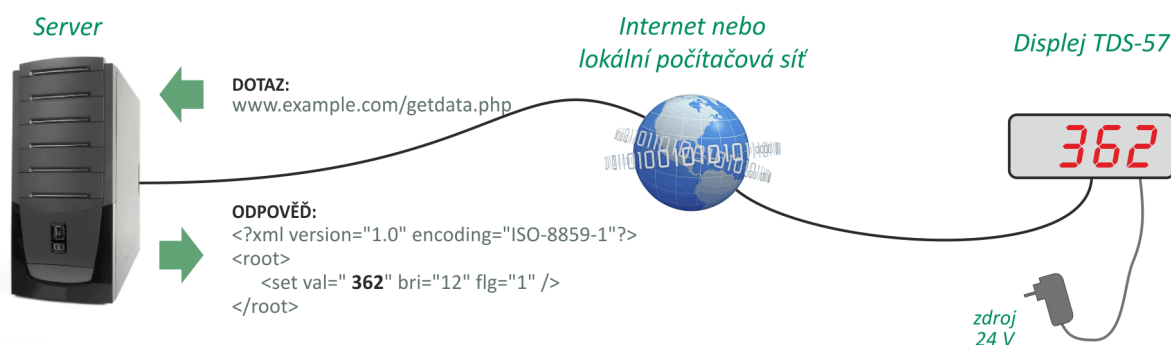 Server
Internet nebo
lokální počítačová síť
Displej TDS-57
DOTAZ:
www.example.com/getdata.php
362
ODPOVĚĎ:
<?xml version="1.0" encoding="ISO-8859-1"?>
<root>
<set val=" 362" bri="12" flg="1" />
</root>
zdroj
24 V